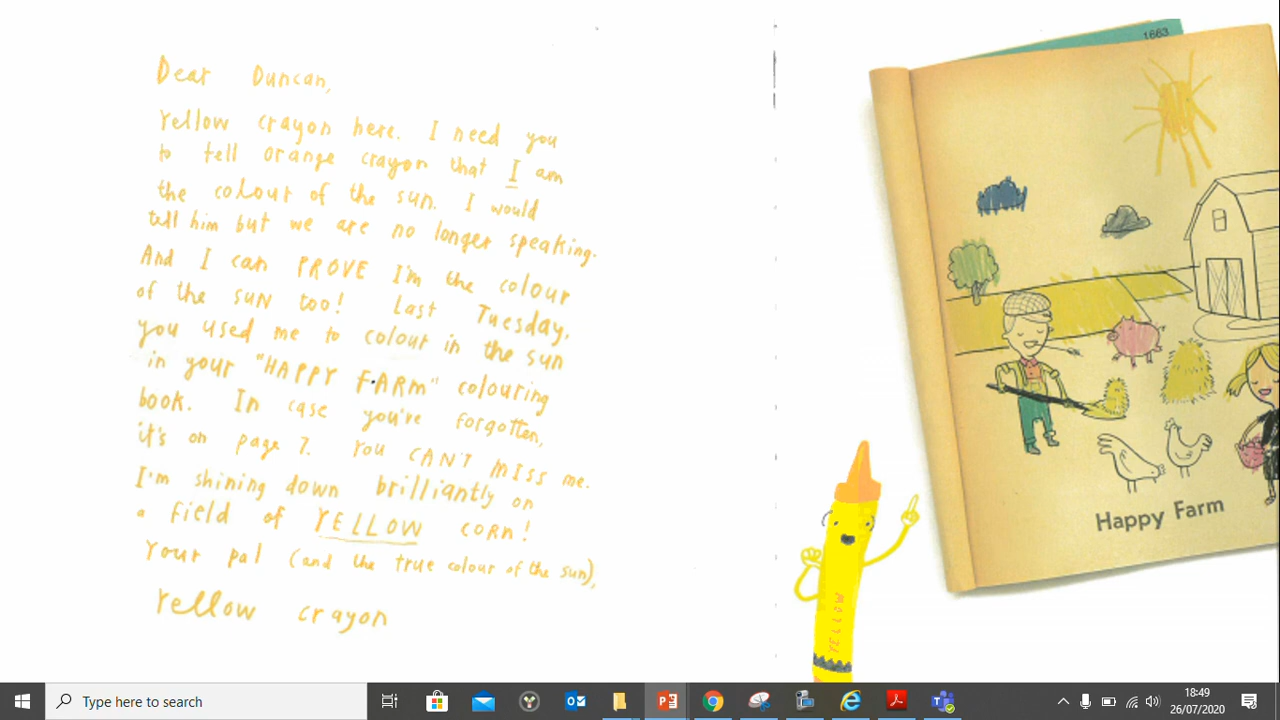 Dear Duncan,
Yellow crayon here. I need you
to tell orange crayon that I am
the colour of the sun. I would
tell him but we are no longer speaking.
And I can PROVE I'm the colour
of the sun too! Last Tuesday,
you used me to colour in the sun
in your "HAPPY FARM" colouring
book. In case you've forgotten,
it's on page 7. You CAN'T MISS me.
I'm shining down brilliantly on
a field of YELLOW CORN!
Your pal (and the true colour of the sun),
Yellow crayon
YELLOW
1663
Happy Farm
Type here to search
18:49
26/07/2020